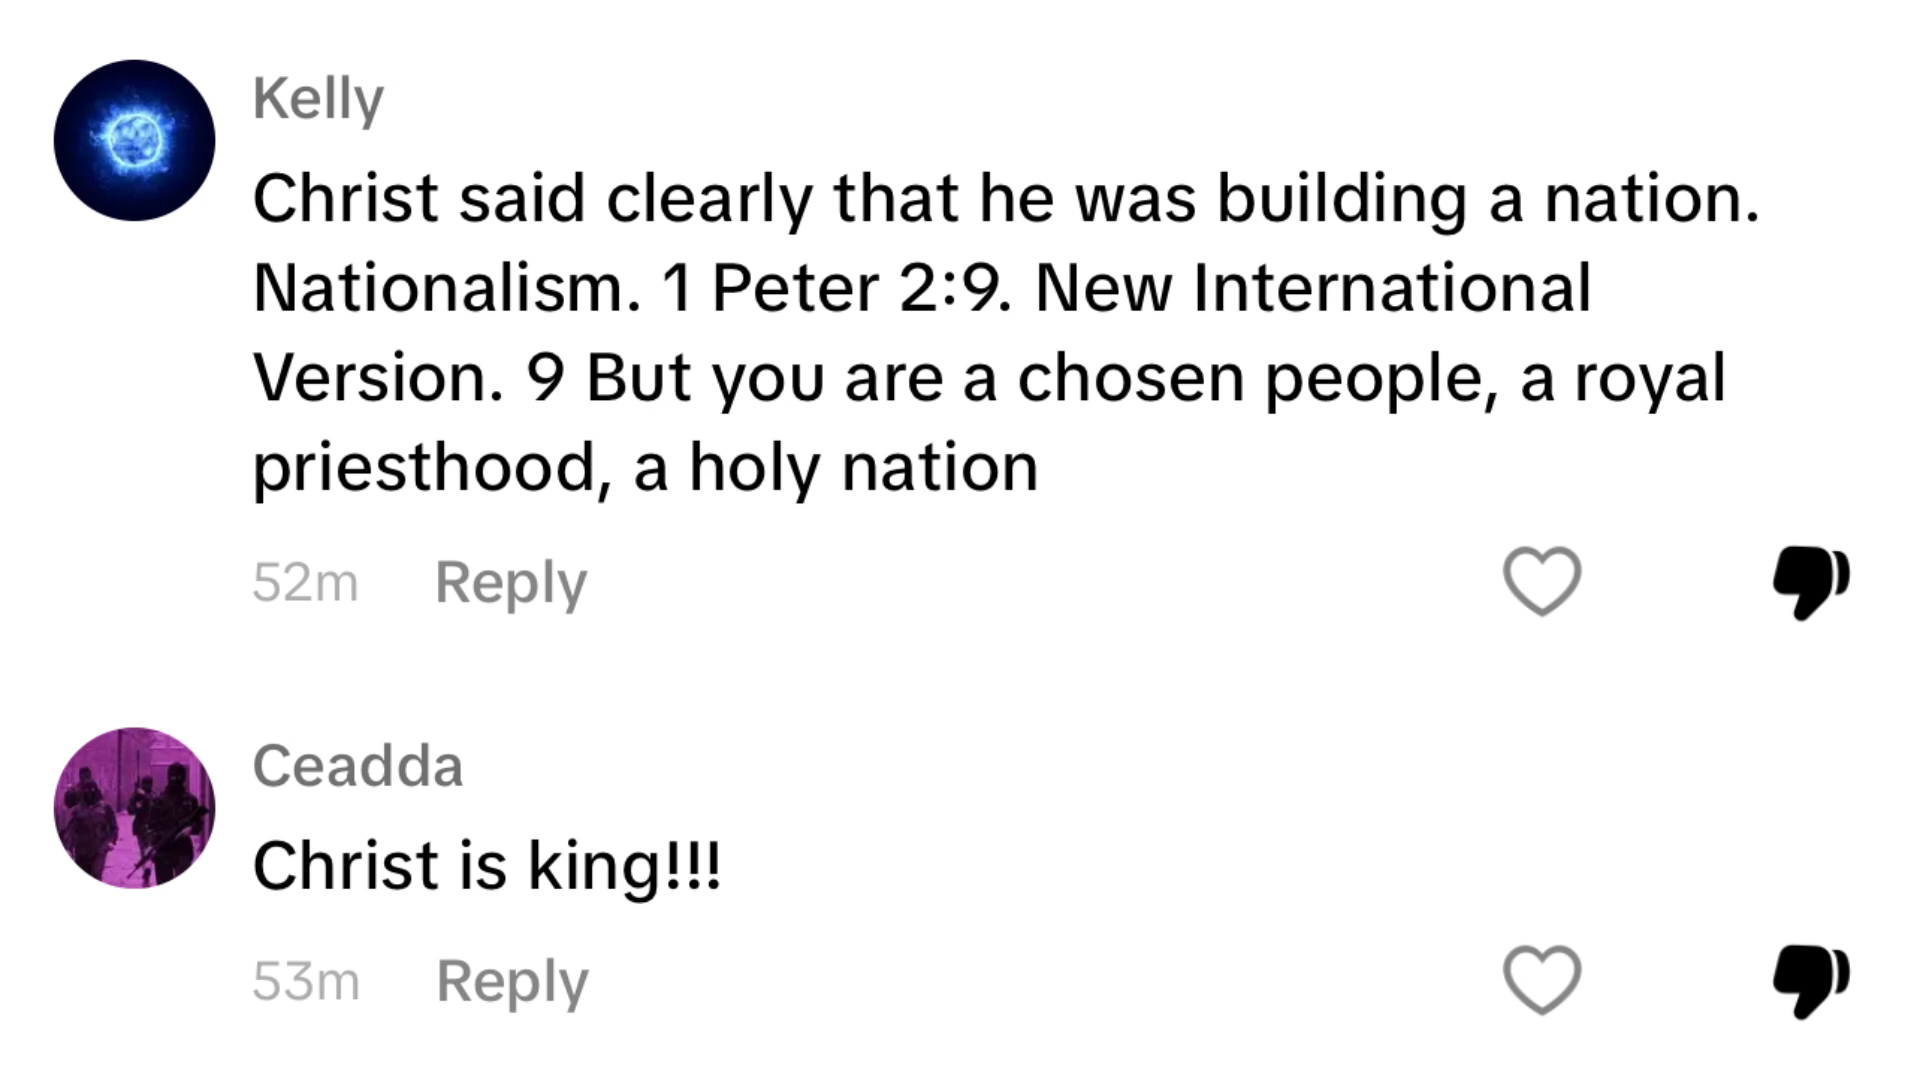 Kelly
Christ said clearly that he was building a nation.
Nationalism. 1 Peter 2:9. New International
Version. 9 But you are a chosen people, a royal
priesthood, a holy nation
52m Reply
Ceadda
Christ is king!!!
53m Reply